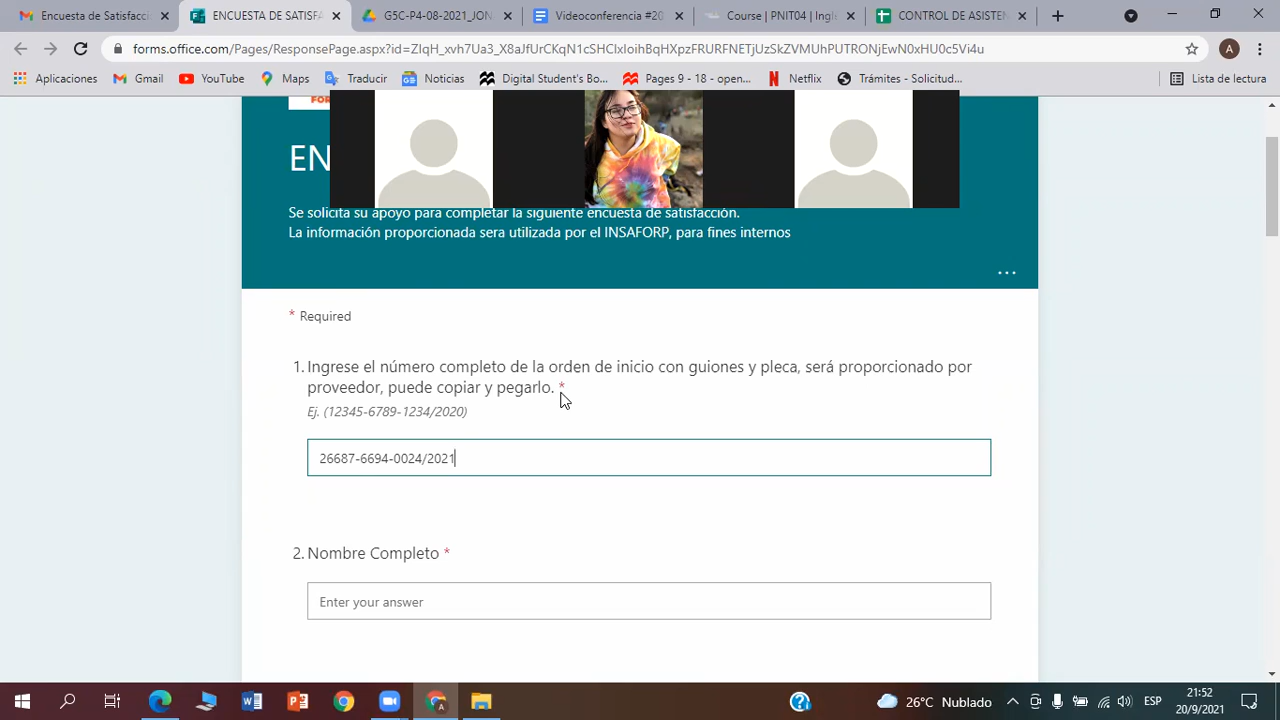 Encuesta de Satisfacci
ENCUESTA DE SATISF
G5C-P4-08-2021_JON
Videoconferencia #20
Course | PNIT04 | Ingl
CONTROL DE ASISTEN
forms.office.com/Pages/ResponsePage.aspx?id=ZIqH_xvh7Ua3_X8aJfUrCKqN1cSHClxIoihBqHXpzFRURFNETjUzSkZVMUhPUTRONjEwN0xHU0c5Vi4u
A
Aplicaciones
Gmail
YouTube
Maps
Traducir
Noticias
Digital Student's Bo...
Pages 9 - 18 - open...
Netflix
Trámites - Solicitud...
Lista de lectura
FOR
EN
Se solicita su apoyo para completar la siguiente encuesta de satisfacción.
La información proporcionada sera utilizada por el INSAFORP, para fines internos
...
* Required
1. Ingrese el número completo de la orden de inicio con guiones y pleca, será proporcionado por
proveedor, puede copiar y pegarlo. *
Ej. (12345-6789-1234/2020)
26687-6694-0024/2021
2. Nombre Completo *
Enter your answer
26°C Nublado
ESP
21:52
20/9/2021